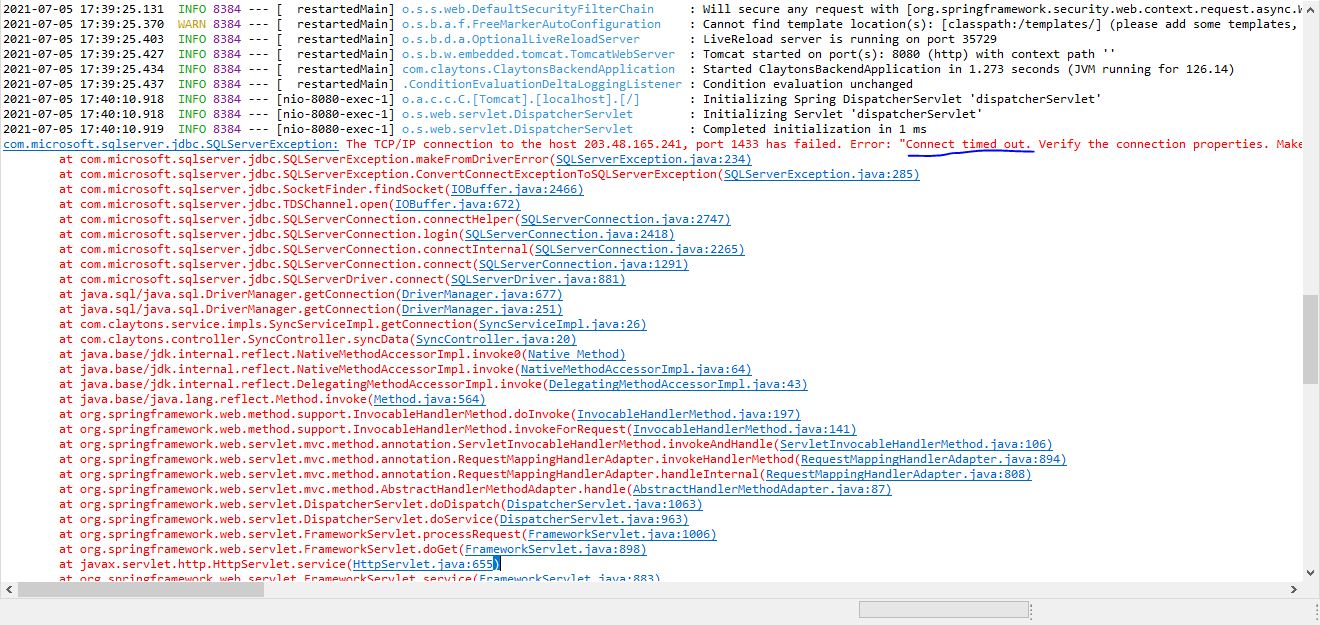 2021-07-05 17:39:25.131  INFO 8384 --- [  restartedMain] o.s.s.web.DefaultSecurityFilterChain     : Will secure any request with [org.springframework.security.web.context.request.async.W
2021-07-05 17:39:25.370  WARN 8384 --- [  restartedMain] o.s.b.a.f.FreeMarkerAutoConfiguration    : Cannot find template location(s): [classpath:/templates/] (please add some templates,
2021-07-05 17:39:25.403  INFO 8384 --- [  restartedMain] o.s.b.d.a.OptionalLiveReloadServer       : LiveReload server is running on port 35729
2021-07-05 17:39:25.427  INFO 8384 --- [  restartedMain] o.s.b.w.embedded.tomcat.TomcatWebServer  : Tomcat started on port(s): 8080 (http) with context path ''
2021-07-05 17:39:25.434  INFO 8384 --- [  restartedMain] com.claytons.ClaytonsBackendApplication  : Started ClaytonsBackendApplication in 1.273 seconds (JVM running for 126.14)
2021-07-05 17:39:25.437  INFO 8384 --- [  restartedMain] .ConditionEvaluationDeltaLoggingListener : Condition evaluation unchanged
2021-07-05 17:40:10.918  INFO 8384 --- [nio-8080-exec-1] o.a.c.c.C.[Tomcat].[localhost].[/]       : Initializing Spring DispatcherServlet 'dispatcherServlet'
2021-07-05 17:40:10.918  INFO 8384 --- [nio-8080-exec-1] o.s.web.servlet.DispatcherServlet        : Initializing Servlet 'dispatcherServlet'
2021-07-05 17:40:10.919  INFO 8384 --- [nio-8080-exec-1] o.s.web.servlet.DispatcherServlet        : Completed initialization in 1 ms
com.microsoft.sqlserver.jdbc.SQLServerException: The TCP/IP connection to the host 203.48.165.241, port 1433 has failed. Error: "Connect timed out. Verify the connection properties. Make
at com.microsoft.sqlserver.jdbc.SQLServerException.makeFromDriverError(SQLServerException.java:234)
at com.microsoft.sqlserver.jdbc.SQLServerException.ConvertConnectExceptionToSQLServerException(SQLServerException.java:285)
at com.microsoft.sqlserver.jdbc.SocketFinder.findSocket(IOBuffer.java:2466)
at com.microsoft.sqlserver.jdbc.TDSChannel.open(IOBuffer.java:672)
at com.microsoft.sqlserver.jdbc.SQLServerConnection.connectHelper(SQLServerConnection.java:2747)
at com.microsoft.sqlserver.jdbc.SQLServerConnection.login(SQLServerConnection.java:2418)
at com.microsoft.sqlserver.jdbc.SQLServerConnection.connectInternal(SQLServerConnection.java:2265)
at com.microsoft.sqlserver.jdbc.SQLServerConnection.connect(SQLServerConnection.java:1291)
at com.microsoft.sqlserver.jdbc.SQLServerDriver.connect(SQLServerDriver.java:881)
at java.sql/java.sql.DriverManager.getConnection(DriverManager.java:677)
at java.sql/java.sql.DriverManager.getConnection(DriverManager.java:251)
at com.claytons.service.impls.SyncServiceImpl.getConnection(SyncServiceImpl.java:26)
at com.claytons.controller.SyncController.syncData(SyncController.java:20)
at java.base/jdk.internal.reflect.NativeMethodAccessorImpl.invoke0(Native Method)
at java.base/jdk.internal.reflect.NativeMethodAccessorImpl.invoke(NativeMethodAccessorImpl.java:64)
at java.base/jdk.internal.reflect.DelegatingMethodAccessorImpl.invoke(DelegatingMethodAccessorImpl.java:43)
at java.base/java.lang.reflect.Method.invoke(Method.java:564)
at org.springframework.web.method.support.InvocableHandlerMethod.doInvoke(InvocableHandlerMethod.java:197)
at org.springframework.web.method.support.InvocableHandlerMethod.invokeForRequest(InvocableHandlerMethod.java:141)
at org.springframework.web.servlet.mvc.method.annotation.ServletInvocableHandlerMethod.invokeAndHandle(ServletInvocableHandlerMethod.java:106)
at org.springframework.web.servlet.mvc.method.annotation.RequestMappingHandlerAdapter.invokeHandlerMethod(RequestMappingHandlerAdapter.java:894)
at org.springframework.web.servlet.mvc.method.annotation.RequestMappingHandlerAdapter.handleInternal(RequestMappingHandlerAdapter.java:808)
at org.springframework.web.servlet.mvc.method.AbstractHandlerMethodAdapter.handle(AbstractHandlerMethodAdapter.java:87)
at org.springframework.web.servlet.DispatcherServlet.doDispatch(DispatcherServlet.java:1063)
at org.springframework.web.servlet.DispatcherServlet.doService(DispatcherServlet.java:963)
at org.springframework.web.servlet.FrameworkServlet.processRequest(FrameworkServlet.java:1006)
at org.springframework.web.servlet.FrameworkServlet.doGet(FrameworkServlet.java:898)
at javax.servlet.http.HttpServlet.service(HttpServlet.java:655)
at org.springframework.web.servlet.FrameworkServlet.service(FrameworkServlet.java:883)